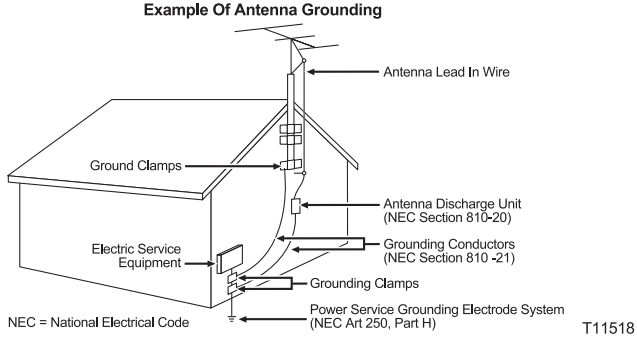 Example Of Antenna Grounding
Antenna Lead In Wire
Ground Clamps
Antenna Discharge Unit
(NEC Section 810-20)
Electric Service
Equipment
Grounding Conductors
(NEC Section 810 -21)
Grounding Clamps
Power Service Grounding Electrode System
(NEC Art 250, Part H)
NEC = National Electrical Code
T11518